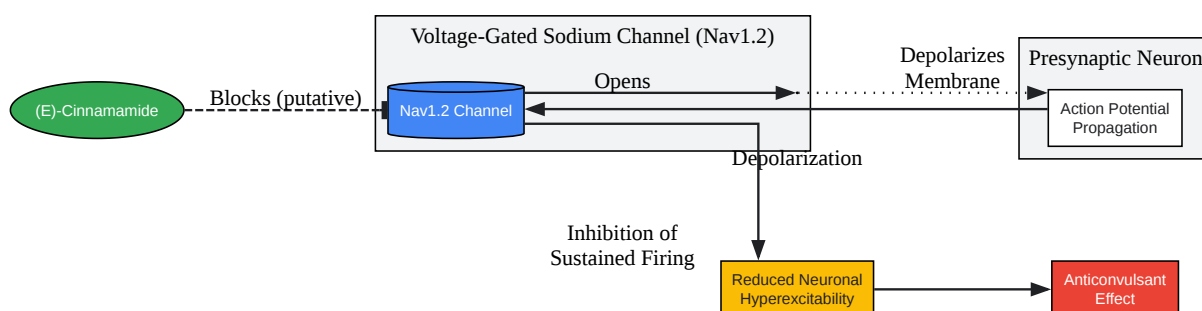 Voltage-Gated Sodium Channel (Nav1.2)
Presynaptic Neuron
(E)-Cinnamamide
Blocks (putative)
Nav1.2 Channel
Opens
Depolarizes
Membrane
Action Potential
Propagation
Depolarization
Inhibition of
Sustained Firing
Reduced Neuronal
Hyperexcitability
Anticonvulsant
Effect